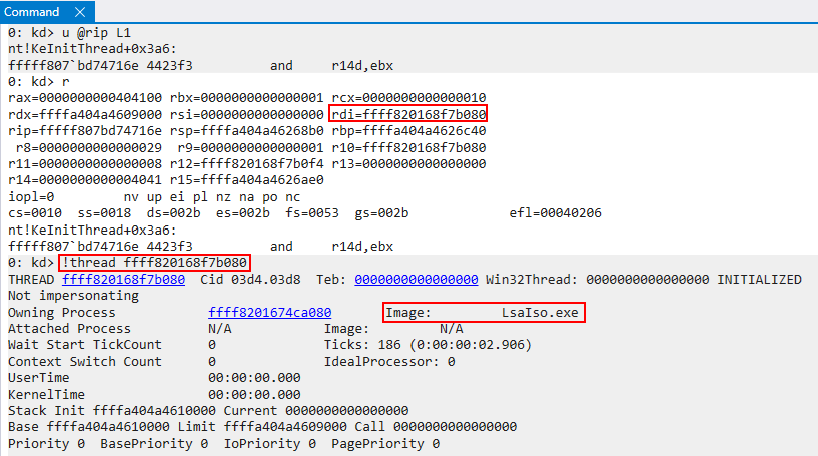 Command
0: kd> u @rip L1
nt!KeInitThread+0x3a6:
fffff807`bd74716e 4423f3 and r14d,ebx
0: kd> r
rax=0000000000404100 rbx=0000000000000001 rcx=0000000000000010
rdx=ffffa404a4609000 rsi=0000000000000000 rdi=ffff820168f7b080
rip=fffff807bd74716e rsp=ffffa404a46268b0 rbp=ffffa404a4626c40
r8=0000000000000029 r9=0000000000000001 r10=ffff820168f7b080
r11=0000000000000008 r12=ffff820168f7b0f4 r13=0000000000000000
r14=0000000000004041 r15=ffffa404a4626ae0
iopl=0 nv up ei pl nz na po nc
cs=0010 ss=0018 ds=002b es=002b fs=0053 gs=002b efl=00040206
nt!KeInitThread+0x3a6:
fffff807`bd74716e 4423f3 and r14d,ebx
0: kd> !thread ffff820168f7b080
THREAD ffff820168f7b080 Cid 03d4.03d8 Teb: 0000000000000000 Win32Thread: 0000000000000000 INITIALIZED
Not impersonating
Owning Process ffff8201674ca080 Image: LsaIso.exe
Attached Process N/A Image: N/A
Wait Start TickCount 0 Ticks: 186 (0:00:00:02.906)
Context Switch Count 0 IdealProcessor: 0
UserTime 00:00:00.000
KernelTime 00:00:00.000
Stack Init ffffa404a4610000 Current 0000000000000000
Base ffffa404a4610000 Limit ffffa404a4609000 Call 0000000000000000
Priority 0 BasePriority 0 IoPriority 0 PagePriority 0